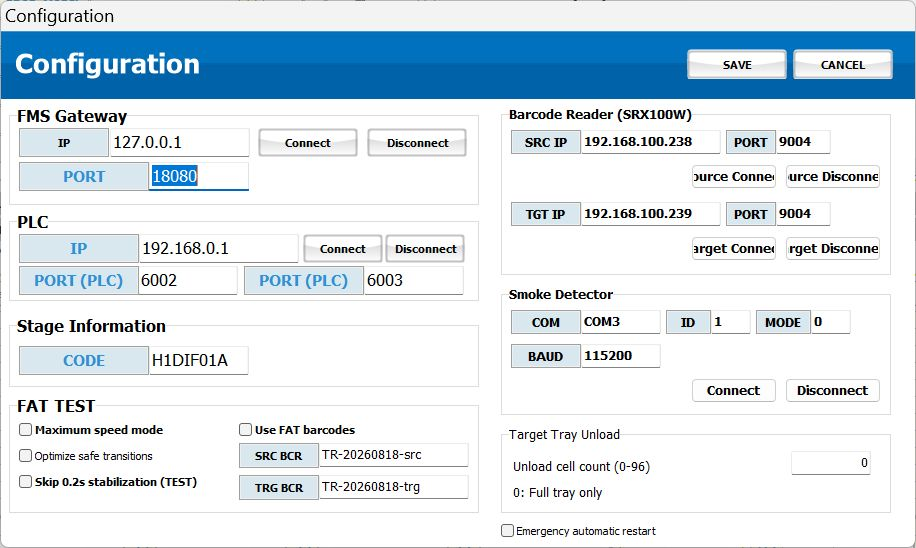 Configuration
Configuration
SAVE
CANCEL
FMS Gateway
IP 127.0.0.1 Connect Disconnect
PORT 18080
PLC
IP 192.168.0.1 Connect Disconnect
PORT (PLC) 6002 PORT (PLC) 6003
Stage Information
CODE H1DIF01A
FAT TEST
Maximum speed mode Use FAT barcodes
Optimize safe transitions SRC BCR TR-20260818-src
Skip 0.2s stabilization (TEST) TRG BCR TR-20260818-trg
Barcode Reader (SRX100W)
SRC IP 192.168.100.238 PORT 9004
ource Connec urce Disconne
TGT IP 192.168.100.239 PORT 9004
arget Connec rget Disconne
Smoke Detector
COM COM3 ID 1 MODE 0
BAUD 115200
Connect Disconnect
Target Tray Unload
Unload cell count (0-96) 0
0: Full tray only
Emergency automatic restart